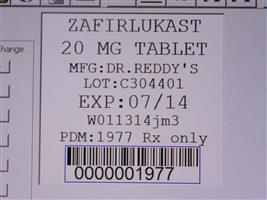 change
ZAFIRLUKAST
20 MG TABLET
MFG:DR.REDDY'S
LOT:C304401
EXP:07/14
W011314jm3
PDM:1977 Rx only
0000001977